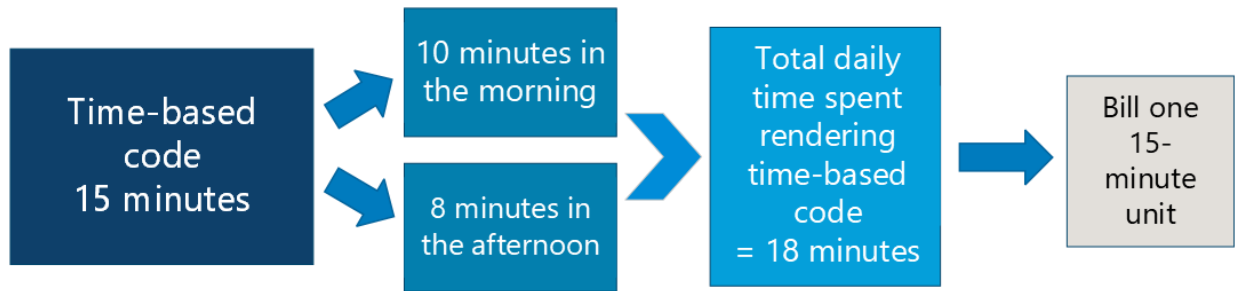 Time-based
code
15 minutes
10 minutes in
the morning
8 minutes in
the afternoon
Total daily
time spent
rendering
time-based
code
= 18 minutes
Bill one
15-
minute
unit